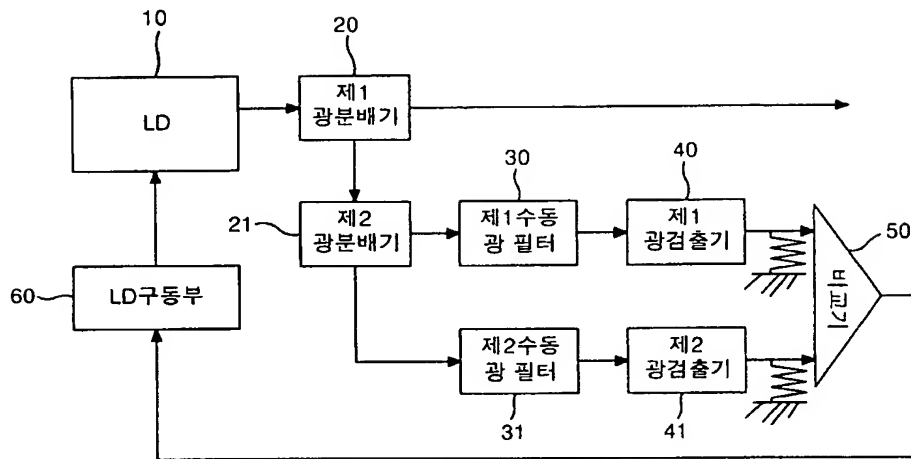 10
20
LD
제1
광분배기
30
40
21
제2
광분배기
제1수동
광 필터
제1
광검출기
50
비교기
60
LD구동부
제2수동
광 필터
제2
광검출기
31
41